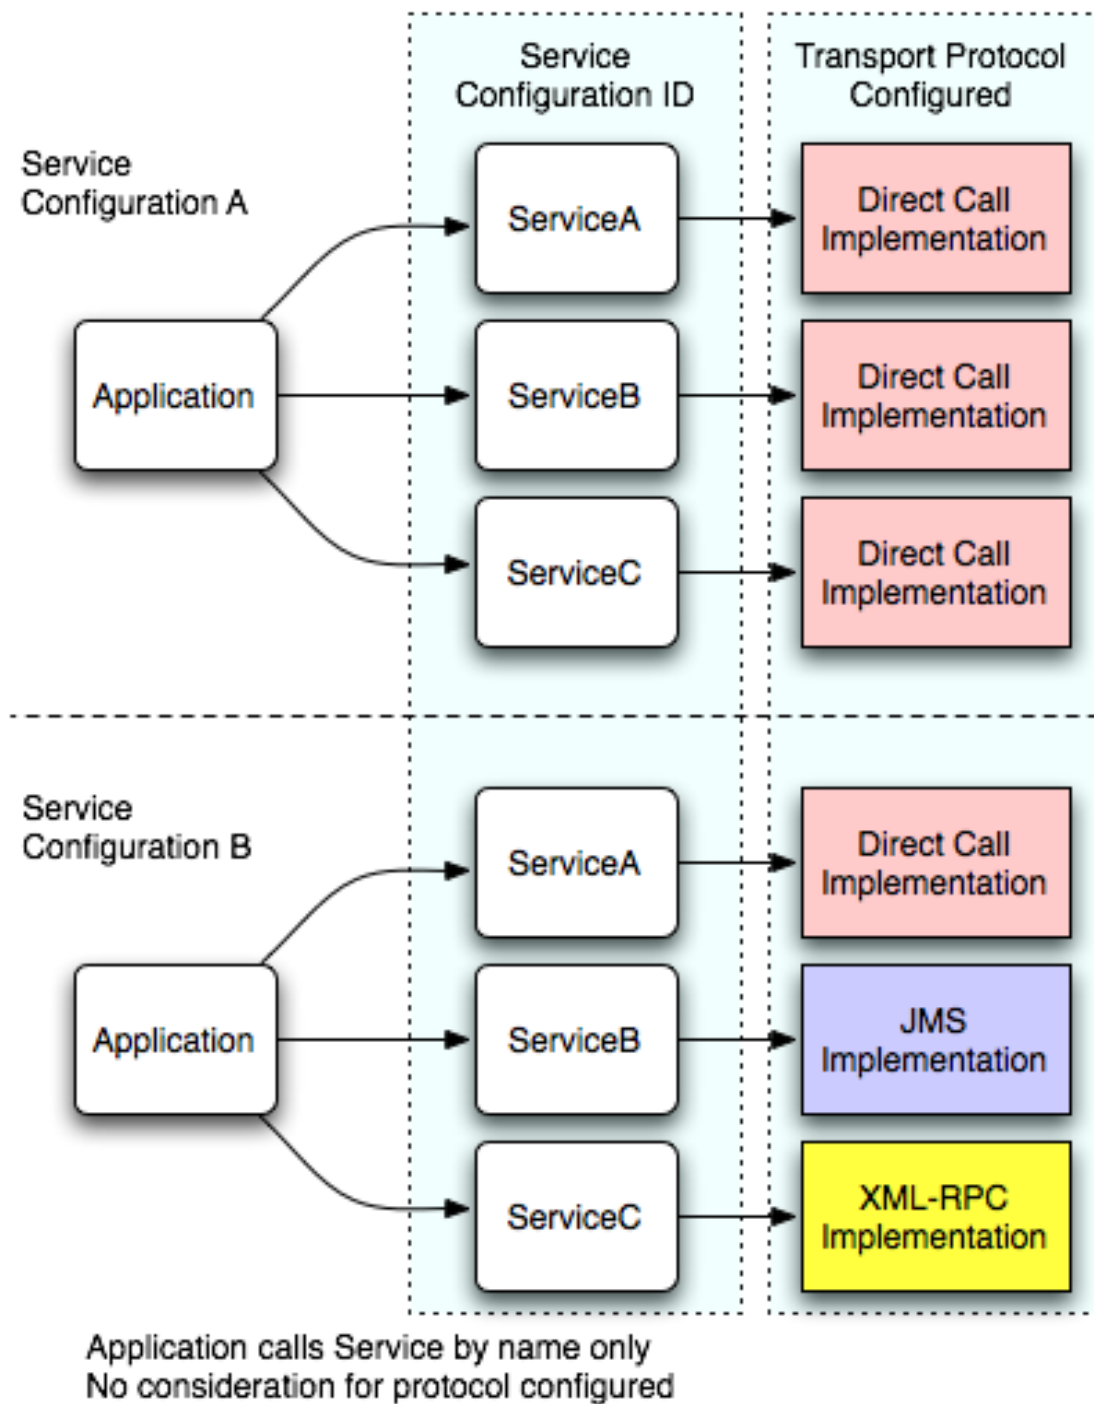 Service
Configuration ID
Transport Protocol
Configured
Service
Configuration A
Application
ServiceA
Direct Call
Implementation
ServiceB
Direct Call
Implementation
ServiceC
Direct Call
Implementation
Service
Configuration B
Application
ServiceA
Direct Call
Implementation
ServiceB
JMS
Implementation
ServiceC
XML-RPC
Implementation
Application calls Service by name only
No consideration for protocol configured